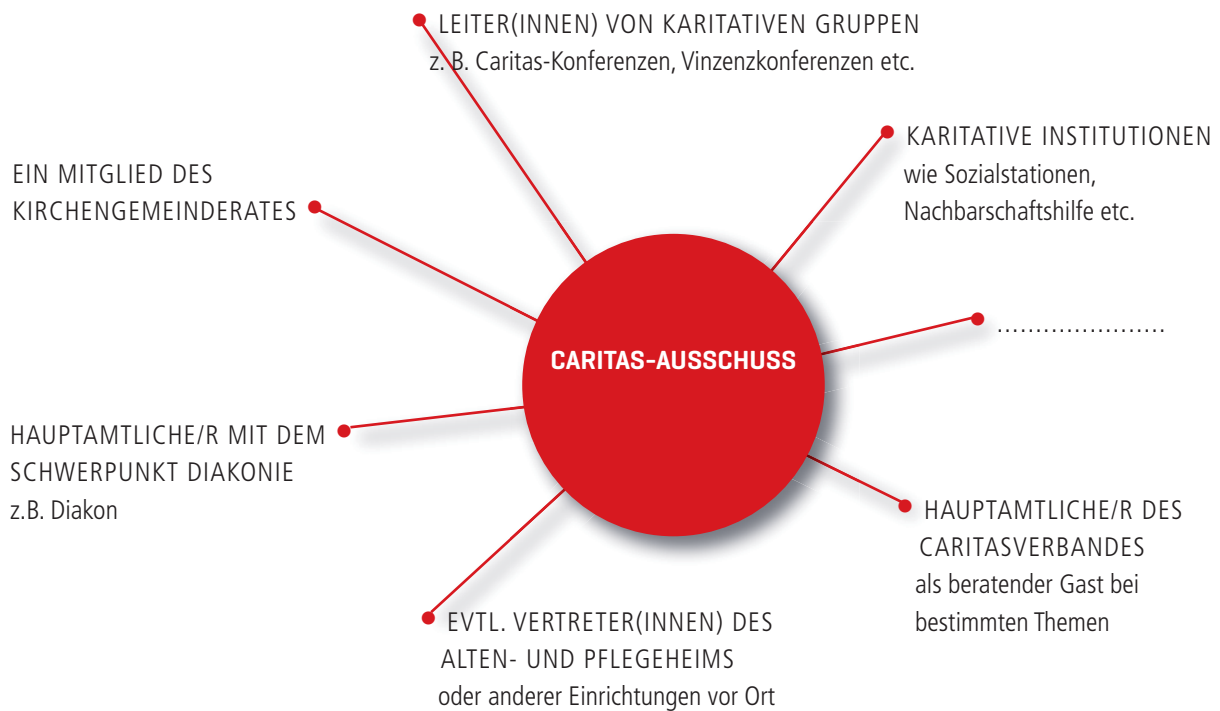 LEITER(INNEN) VON KARITATIVEN GRUPPEN
z. B. Caritas-Konferenzen, Vinzenzkonferenzen etc.
KARITATIVE INSTITUTIONEN
wie Sozialstationen,
Nachbarschaftshilfe etc.
EIN MITGLIED DES
KIRCHENGEMEINDERATES
......................
CARITAS-AUSSCHUSS
HAUPTAMTLICHE/R MIT DEM
SCHWERPUNKT DIAKONIE
z.B. Diakon
HAUPTAMTLICHE/R DES
CARITASVERBANDES
als beratender Gast bei
bestimmten Themen
EVTL. VERTRETER(INNEN) DES
ALTEN- UND PFLEGEHEIMS
oder anderer Einrichtungen vor Ort